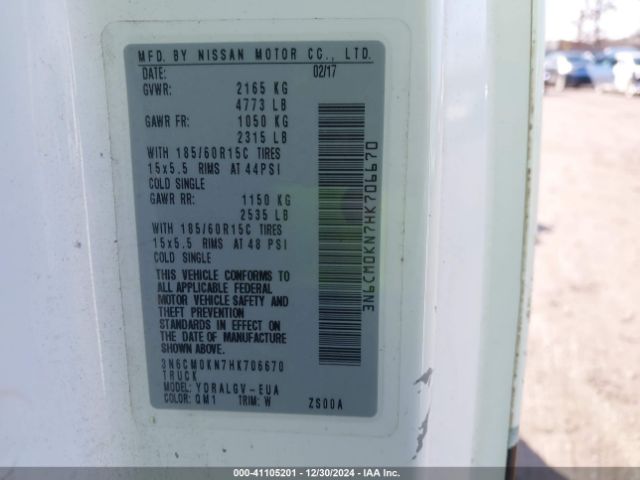 MFD. BY NISSAN MOTOR CO., LTD.
DATE: 02/17
GVWR: 2165 KG
4773 LB
GAWR FR: 1050 KG
2315 LB
WITH 185/60R15C TIRES
15x5.5 RIMS AT 44PSI
COLD SINGLE
GAWR RR: 1150 KG
2535 LB
WITH 185/60R15C TIRES
15x5.5 RIMS AT 48 PSI
COLD SINGLE
THIS VEHICLE CONFORMS TO
ALL APPLICABLE FEDERAL
MOTOR VEHICLE SAFETY AND
THEFT PREVENTION
STANDARDS IN EFFECT ON
THE DATE OF MANUFACTURE
SHOWN ABOVE.
3N6CM0KN7HK706670
TRUCK
MODEL: YDRALGV-EUA
COLOR: QM1 TRIM: W ZS00A
3N6CM0KN7HK706670
000-41105201 - 12/30/2024 - IAA Inc.